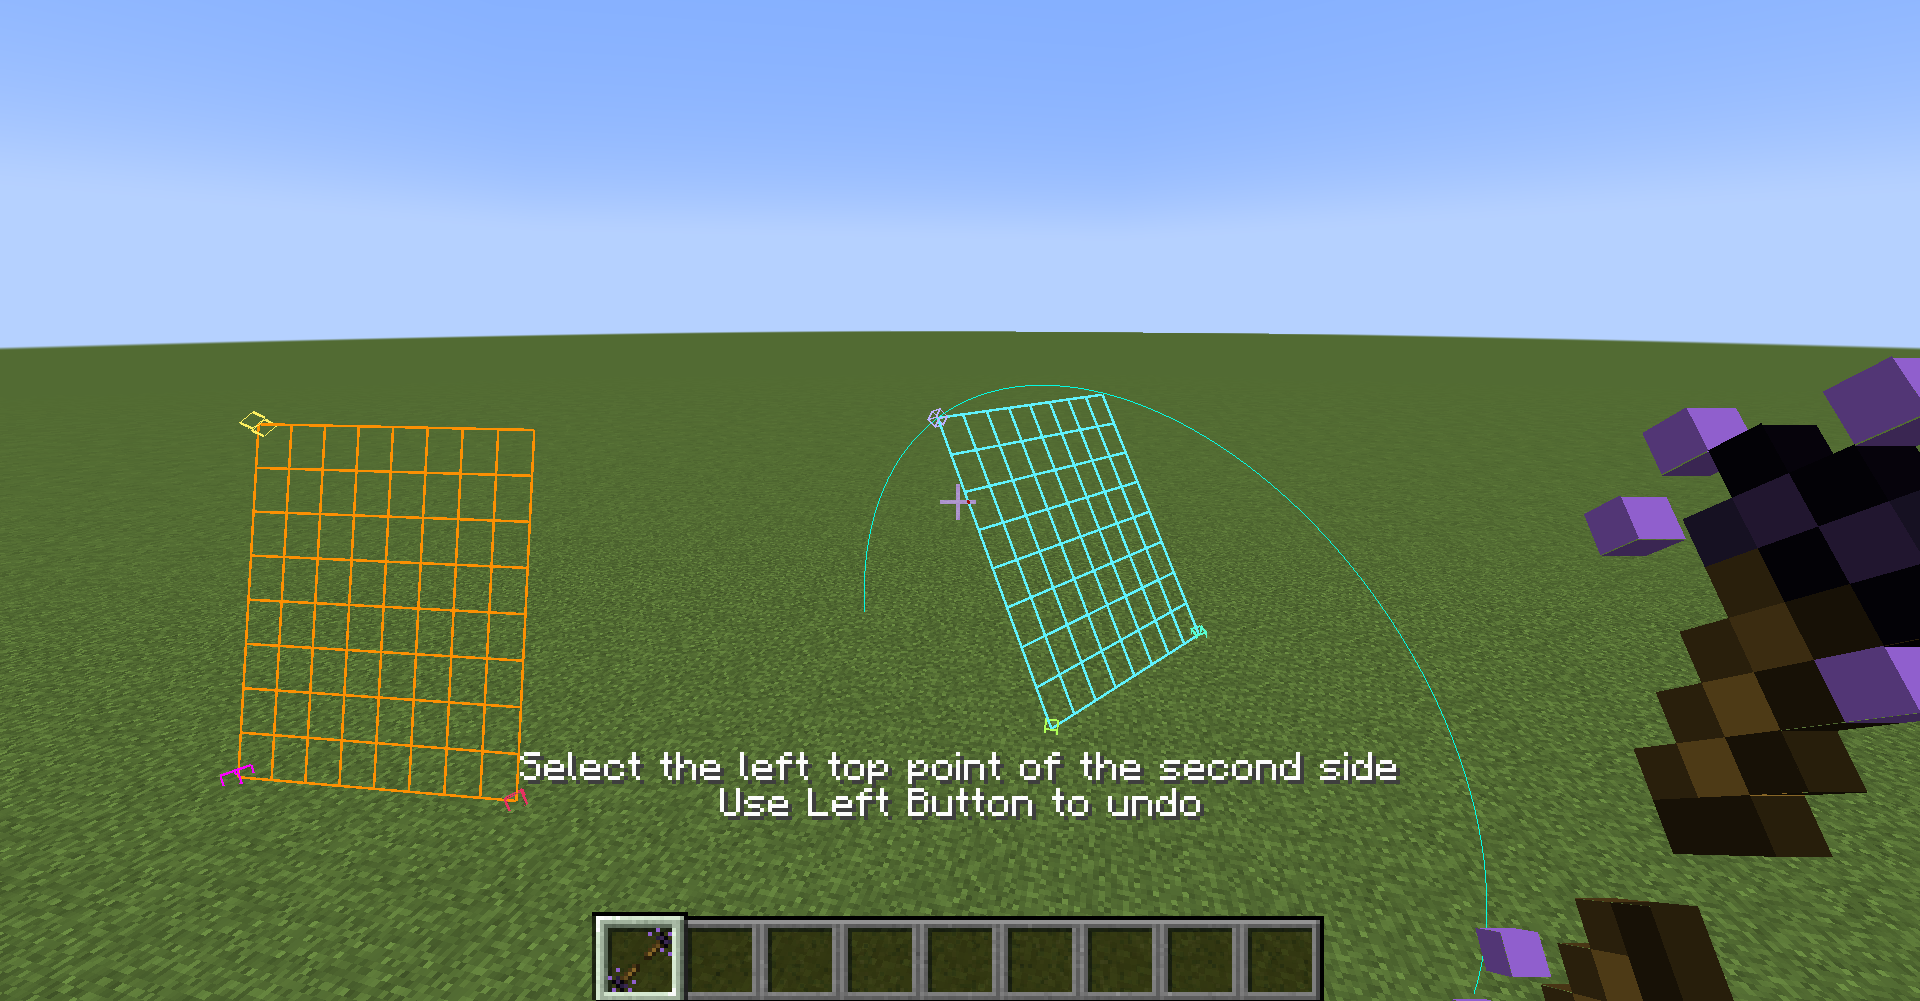 Select the left top point of the second side
Use Left Button to undo